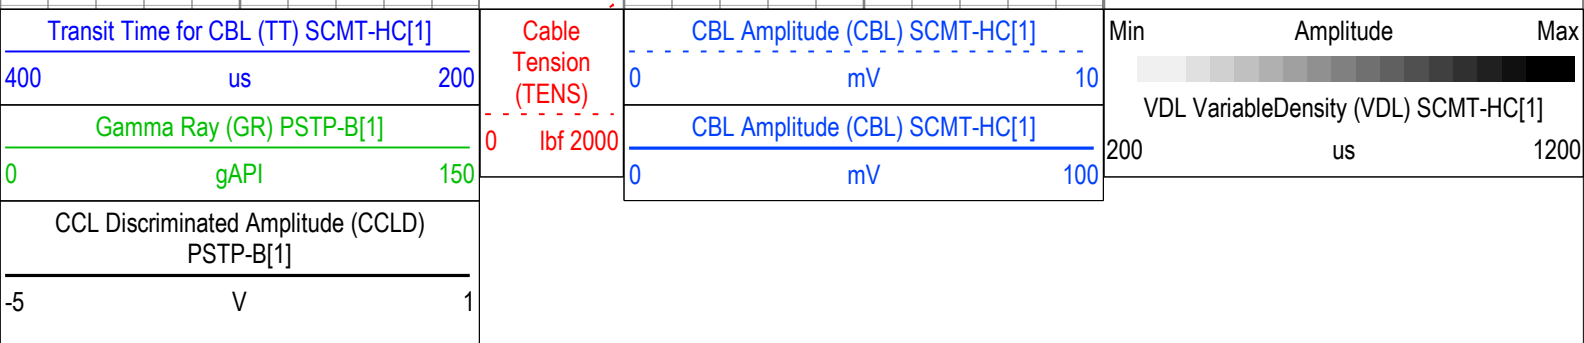 Transit Time for CBL (TT) SCMT-HC[1]
400 us 200
Gamma Ray (GR) PSTP-B[1]
0 gAPI 150
CCL Discriminated Amplitude (CCLD)
PSTP-B[1]
-5 V 1
Cable
Tension
(TENS)
0 lbf 2000
CBL Amplitude (CBL) SCMT-HC[1]
0 mV 10
CBL Amplitude (CBL) SCMT-HC[1]
0 mV 100
Min Amplitude Max
VDL VariableDensity (VDL) SCMT-HC[1]
200 us 1200